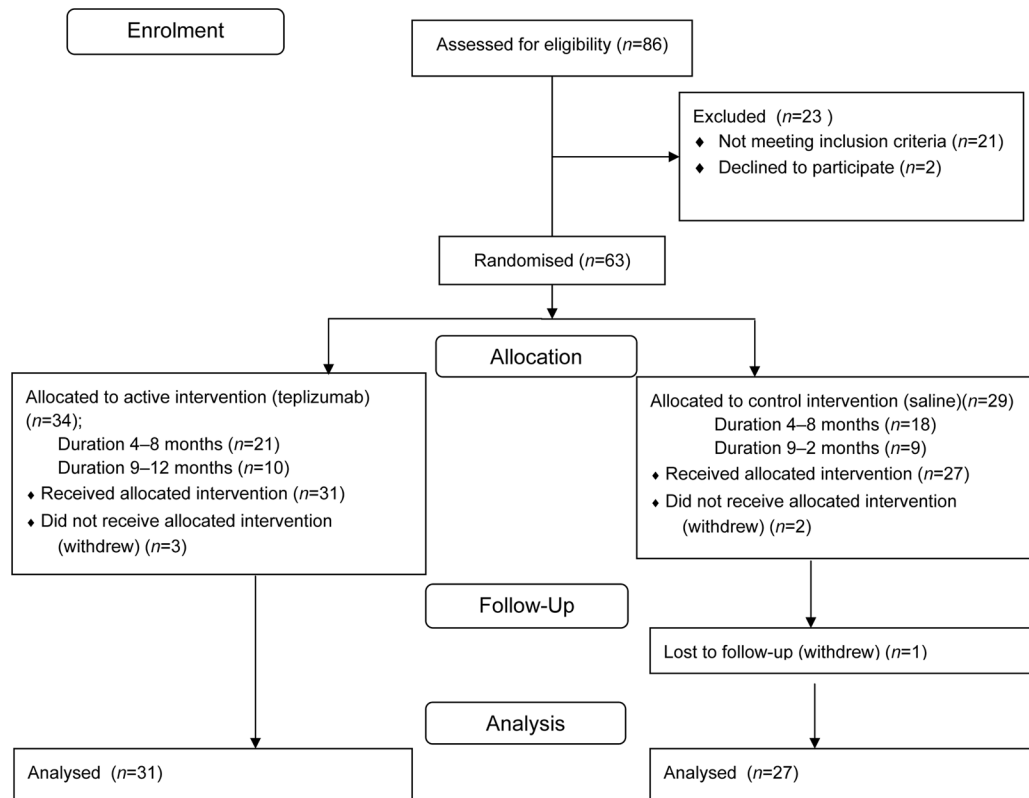 Enrolment
Assessed for eligibility (n=86)
Excluded (n=23 )
♦ Not meeting inclusion criteria (n=21)
♦ Declined to participate (n=2)
Randomised (n=63)
Allocation
Allocated to active intervention (teplizumab)
(n=34);
Duration 4–8 months (n=21)
Duration 9–12 months (n=10)
♦ Received allocated intervention (n=31)
♦ Did not receive allocated intervention
(withdrew) (n=3)
Allocated to control intervention (saline)(n=29)
Duration 4–8 months (n=18)
Duration 9–2 months (n=9)
♦ Received allocated intervention (n=27)
♦ Did not receive allocated intervention
(withdrew) (n=2)
Follow-Up
Lost to follow-up (withdrew) (n=1)
Analysis
Analysed (n=31)
Analysed (n=27)